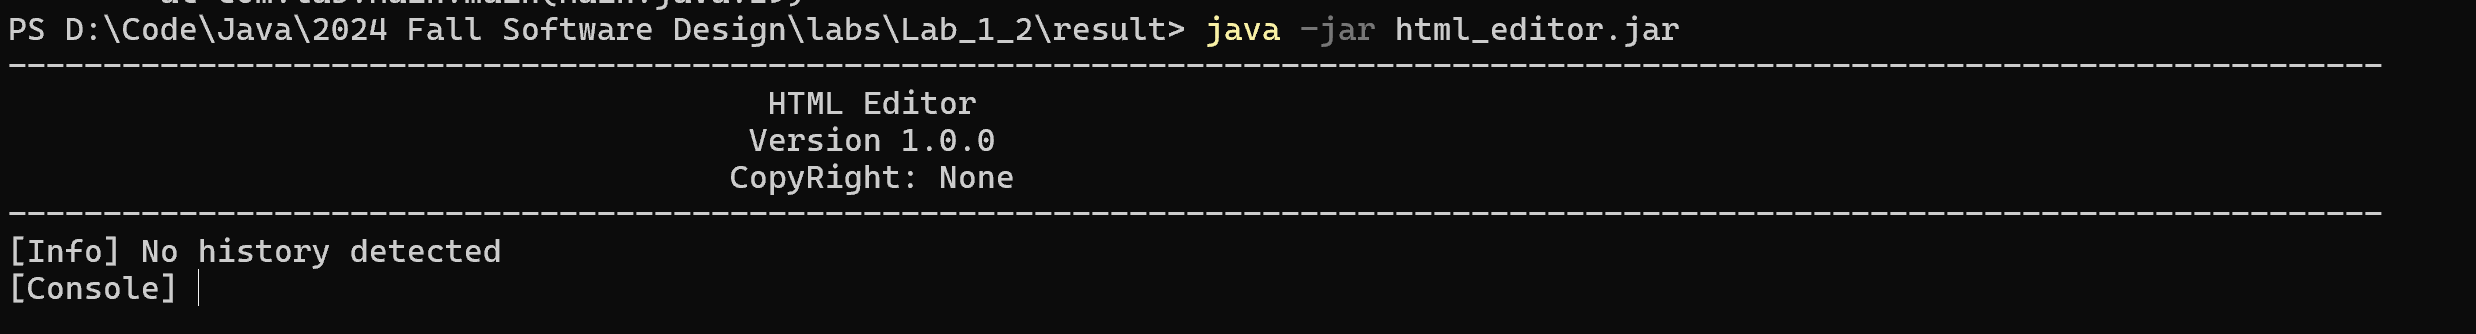 PS D:\Code\Java\2024 Fall Software Design\labs\Lab_1_2\result> java -jar html_editor.jar
-----------------------------------------------------------------------------------------------------------------------------
HTML Editor
Version 1.0.0
CopyRight: None
-----------------------------------------------------------------------------------------------------------------------------
[Info] No history detected
[Console]